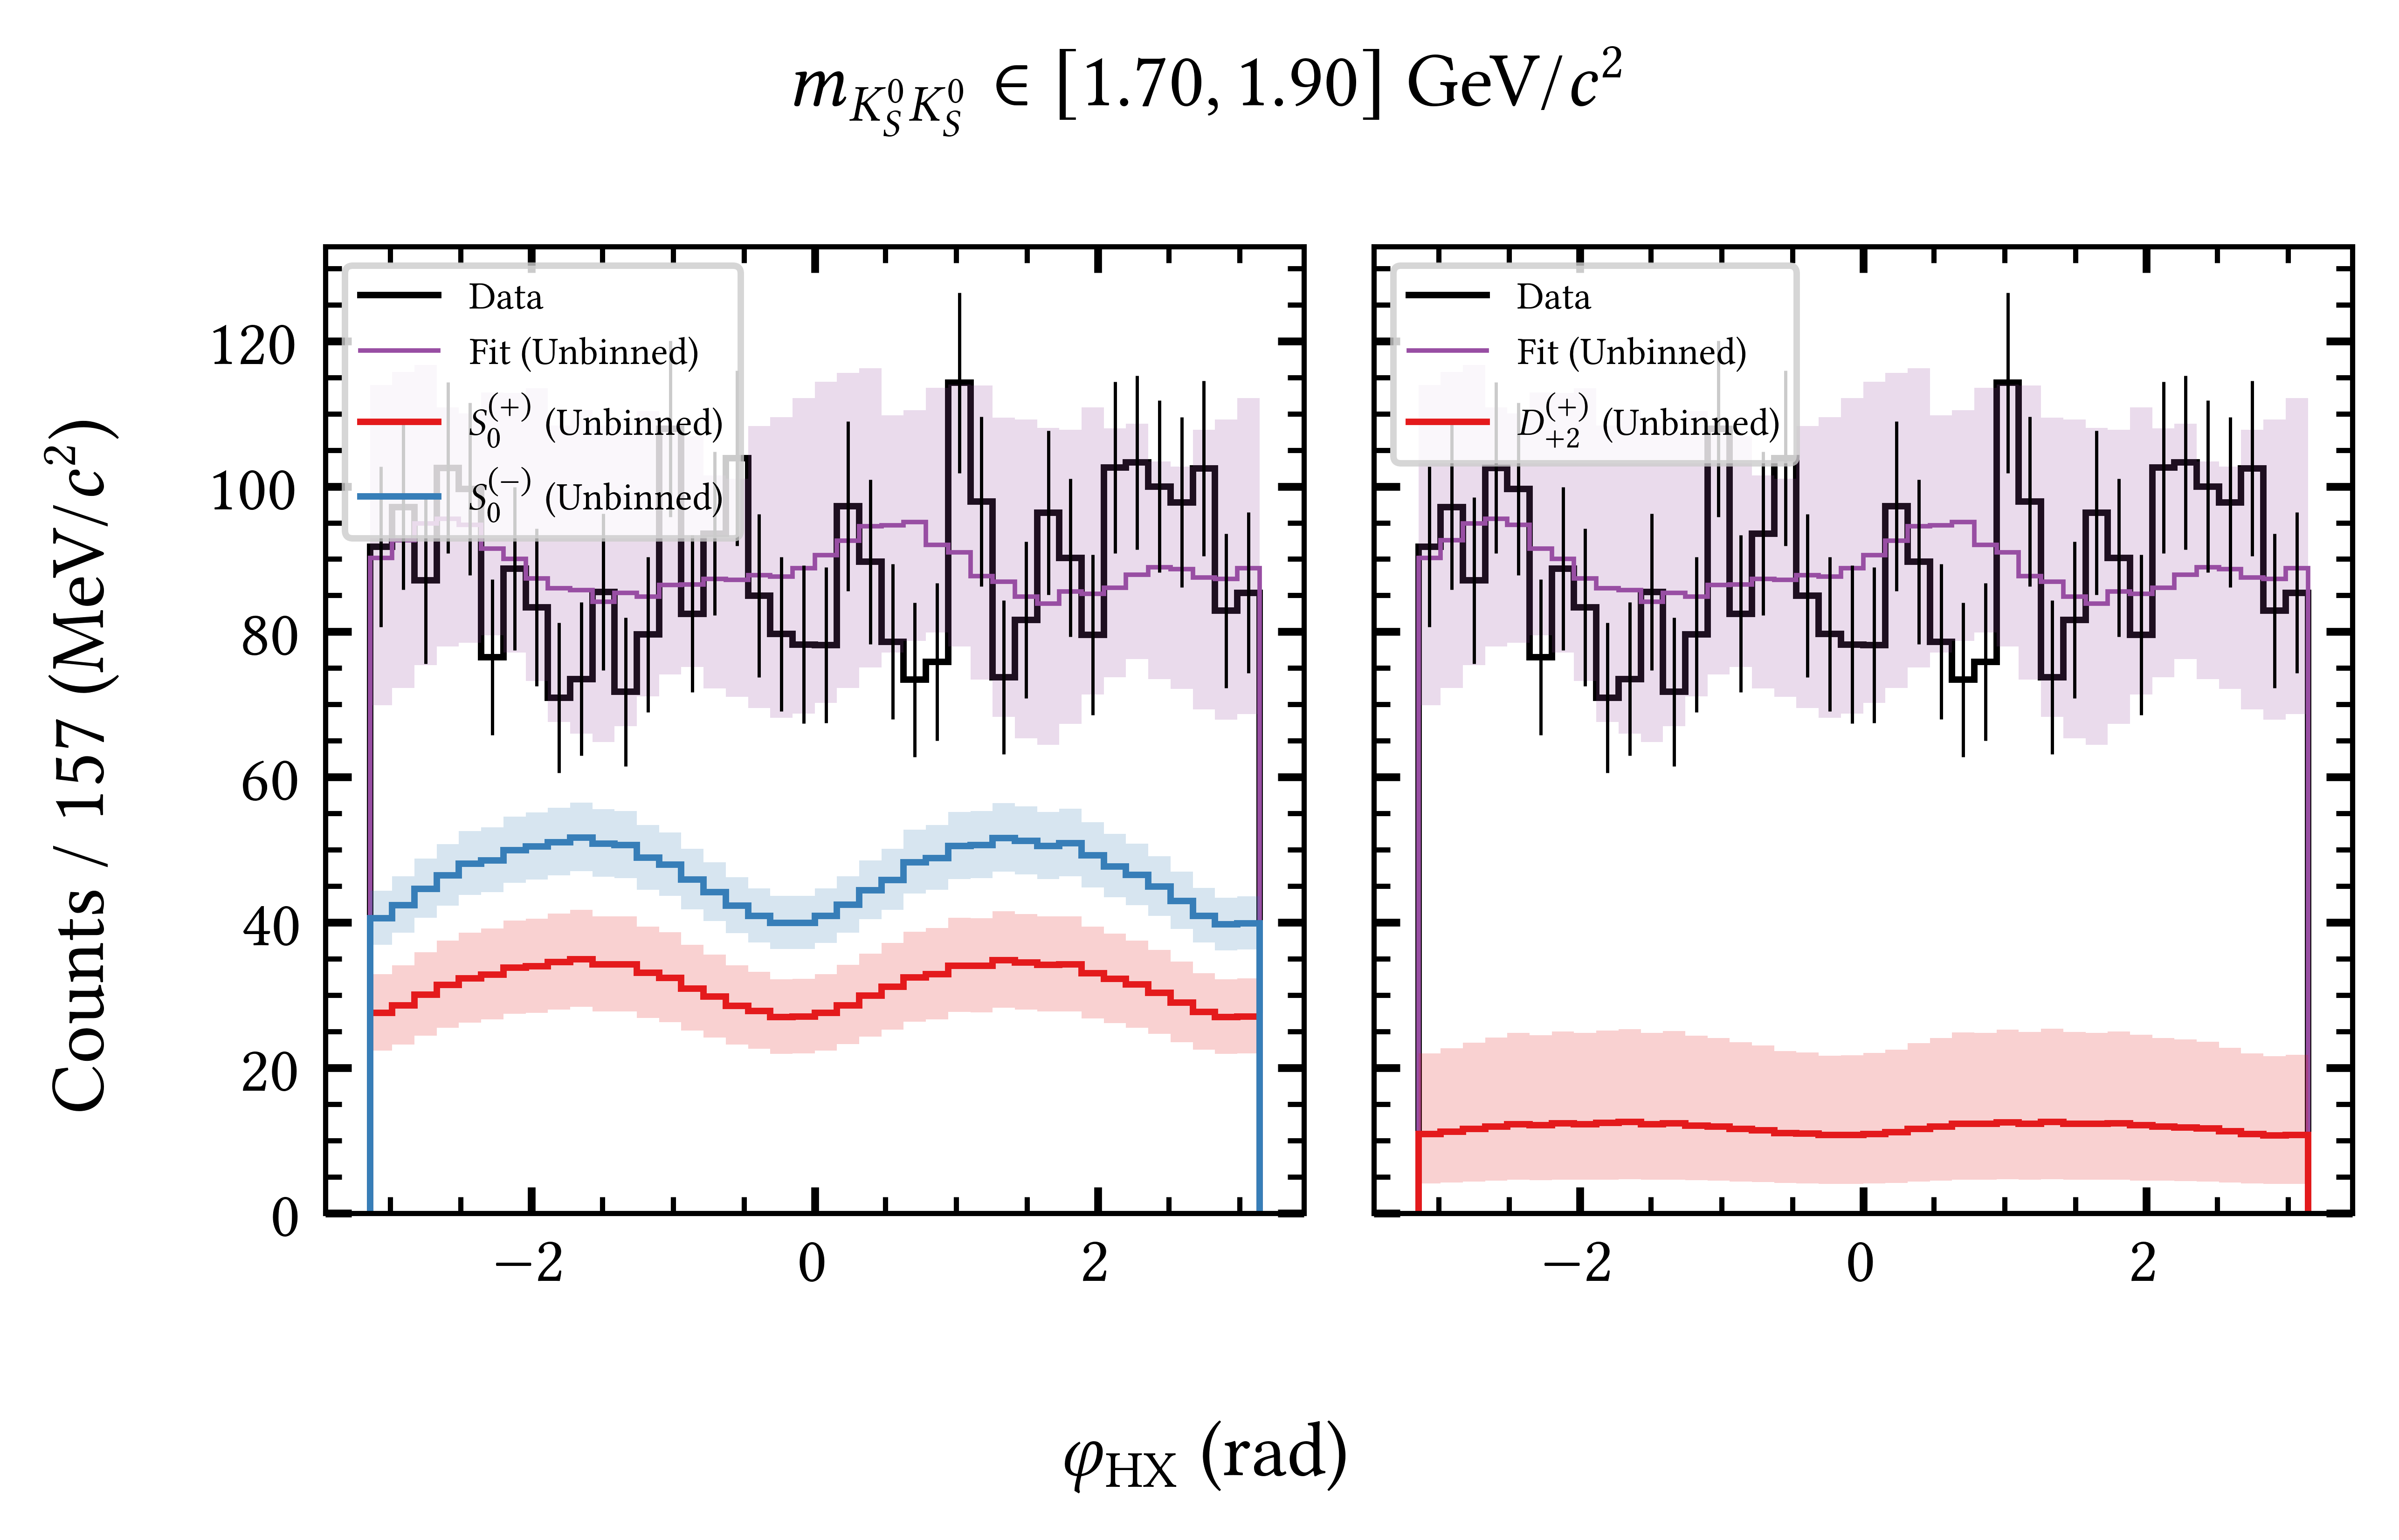 m_{K_S^0 K_S^0} ∈ [1.70, 1.90] GeV/c²
Counts / 157 (MeV/c²)
120
100
80
60
40
20
0
Data
Fit (Unbinned)
S_0^{(+)} (Unbinned)
S_0^{(−)} (Unbinned)
−2
0
2
Data
Fit (Unbinned)
D_{+2}^{(+)} (Unbinned)
−2
0
2
φ_{HX} (rad)